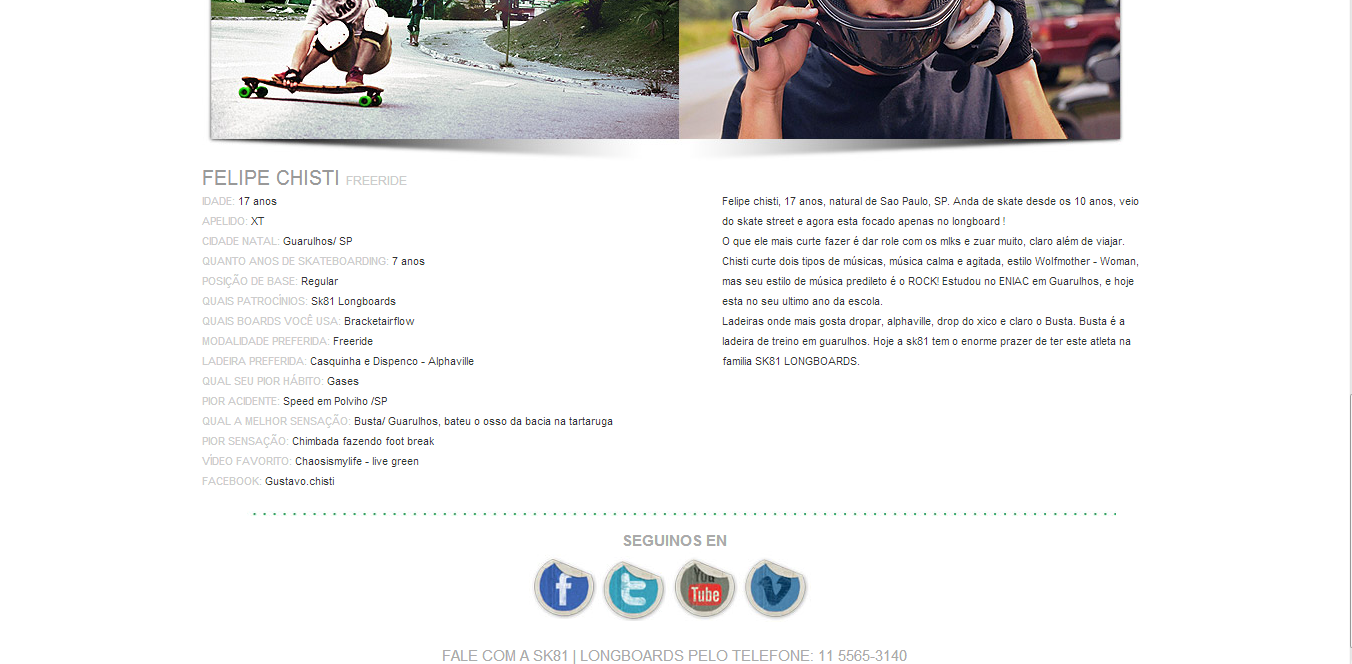 FELIPE CHISTI FREERIDE
IDADE: 17 anos
APELIDO: XT
CIDADE NATAL: Guarulhos/ SP
QUANTO ANOS DE SKATEBOARDING: 7 anos
POSIÇÃO DE BASE: Regular
QUAIS PATROCÍNIOS: Sk81 Longboards
QUAIS BOARDS VOCÊ USA: Bracketairflow
MODALIDADE PREFERIDA: Freeride
LADEIRA PREFERIDA: Casquinha e Dispenco - Alphaville
QUAL SEU PIOR HÁBITO: Gases
PIOR ACIDENTE: Speed em Polviho /SP
QUAL A MELHOR SENSAÇÃO: Busta/ Guarulhos, bateu o osso da bacia na tartaruga
PIOR SENSAÇÃO: Chimbada fazendo foot break
VÍDEO FAVORITO: Chaosismylife - live green
FACEBOOK: Gustavo.chisti
Felipe chisti, 17 anos, natural de Sao Paulo, SP. Anda de skate desde os 10 anos, veio
do skate street e agora esta focado apenas no longboard !
O que ele mais curte fazer é dar role com os mlks e zuar muito, claro além de viajar.
Chisti curte dois tipos de músicas, música calma e agitada, estilo Wolfmother - Woman,
mas seu estilo de música predileto é o ROCK! Estudou no ENIAC em Guarulhos, e hoje
esta no seu ultimo ano da escola.
Ladeiras onde mais gosta dropar, alphaville, drop do xico e claro o Busta. Busta é a
ladeira de treino em guarulhos. Hoje a sk81 tem o enorme prazer de ter este atleta na
familia SK81 LONGBOARDS.
SEGUINOS EN
f t You Tube v
FALE COM A SK81 | LONGBOARDS PELO TELEFONE: 11 5565-3140